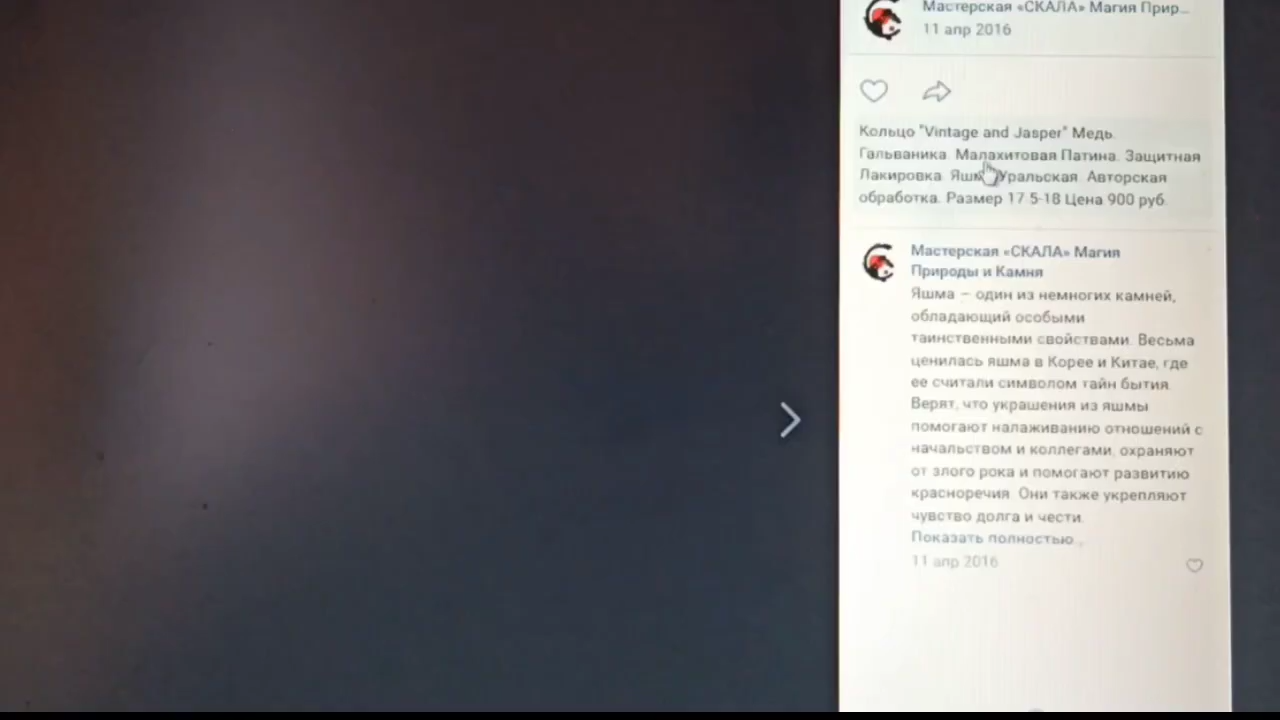 Мастерская «СКАЛА» Магия Прир...
11 апр 2016
Кольцо "Vintage and Jasper" Медь.
Гальваника. Малахитовая Патина. Защитная
Лакировка. Яшма Уральская. Авторская
обработка. Размер 17.5-18 Цена 900 руб.
Мастерская «СКАЛА» Магия
Природы и Камня
Яшма – один из немногих камней,
обладающий особыми
таинственными свойствами. Весьма
ценилась яшма в Корее и Китае, где
ее считали символом тайн бытия.
Верят, что украшения из яшмы
помогают налаживанию отношений с
начальством и коллегами, охраняют
от злого рока и помогают развитию
красноречия. Они также укрепляют
чувство долга и чести.
Показать полностью..
11 апр 2016